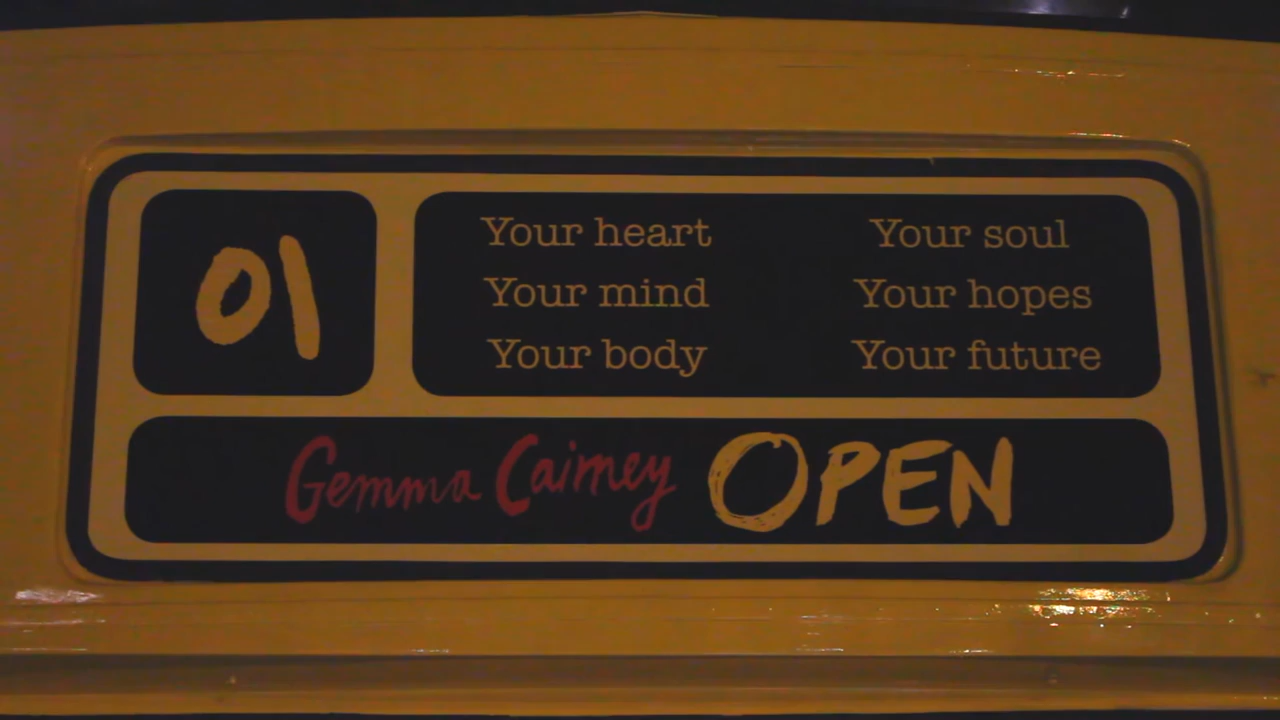 01
Your heart
Your mind
Your body
Your soul
Your hopes
Your future
Gemma Cairney OPEN